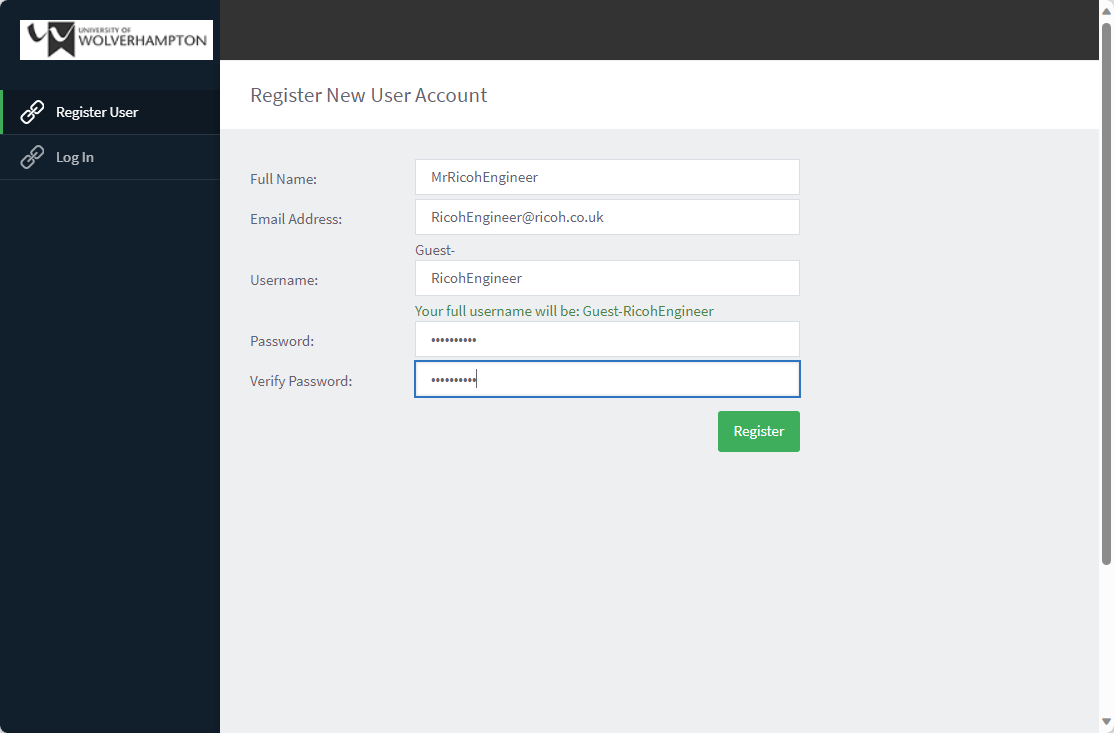 UNIVERSITY OF
WOLVERHAMPTON
Register User
Log In
Register New User Account
Full Name:
MrRicohEngineer
Email Address:
RicohEngineer@ricoh.co.uk
Guest-
Username:
RicohEngineer
Your full username will be: Guest-RicohEngineer
Password:
••••••••••
Verify Password:
••••••••••
Register